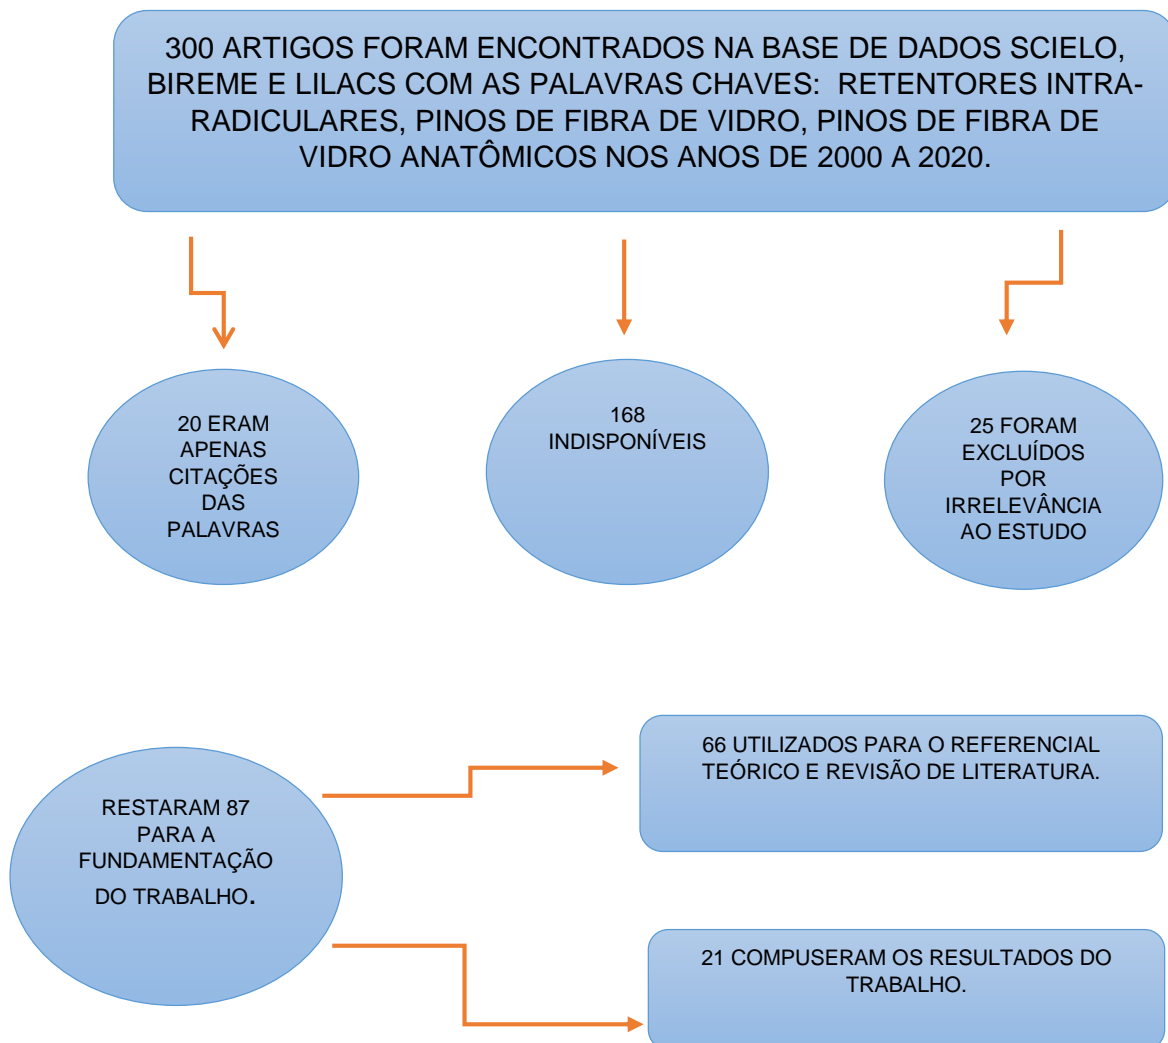 300 ARTIGOS FORAM ENCONTRADOS NA BASE DE DADOS SCIELO,
BIREME E LILACS COM AS PALAVRAS CHAVES: RETENTORES INTRA-
RADICULARES, PINOS DE FIBRA DE VIDRO, PINOS DE FIBRA DE
VIDRO ANATÔMICOS NOS ANOS DE 2000 A 2020.
20 ERAM
APENAS
CITAÇÕES
DAS
PALAVRAS
168
INDISPONÍVEIS
25 FORAM
EXCLUÍDOS
POR
IRRELEVÂNCIA
AO ESTUDO
RESTARAM 87
PARA A
FUNDAMENTAÇÃO
DO TRABALHO.
66 UTILIZADOS PARA O REFERENCIAL
TEÓRICO E REVISÃO DE LITERATURA.
21 COMPUSERAM OS RESULTADOS DO
TRABALHO.